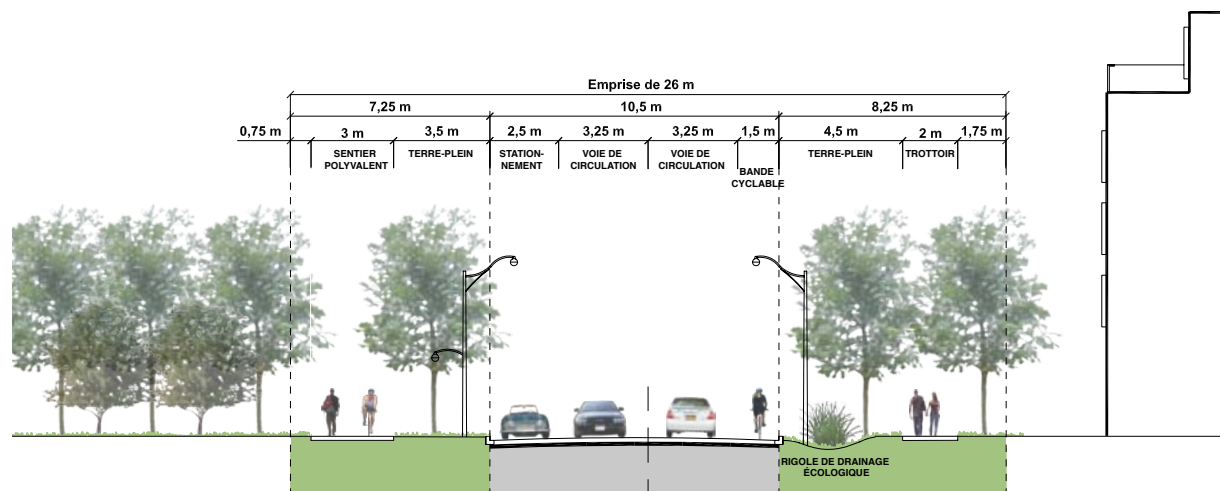 Emprise de 26 m
7,25 m
10,5 m
8,25 m
0,75 m
3 m
3,5 m
2,5 m
3,25 m
3,25 m
1,5 m
4,5 m
2 m
1,75 m
SENTIER
POLYVALENT
TERRE-PLEIN
STATION-
NEMENT
VOIE DE
CIRCULATION
VOIE DE
CIRCULATION
BANDE
CYCLABLE
TERRE-PLEIN
TROTTOIR
RIGOLE DE DRAINAGE
ÉCOLOGIQUE